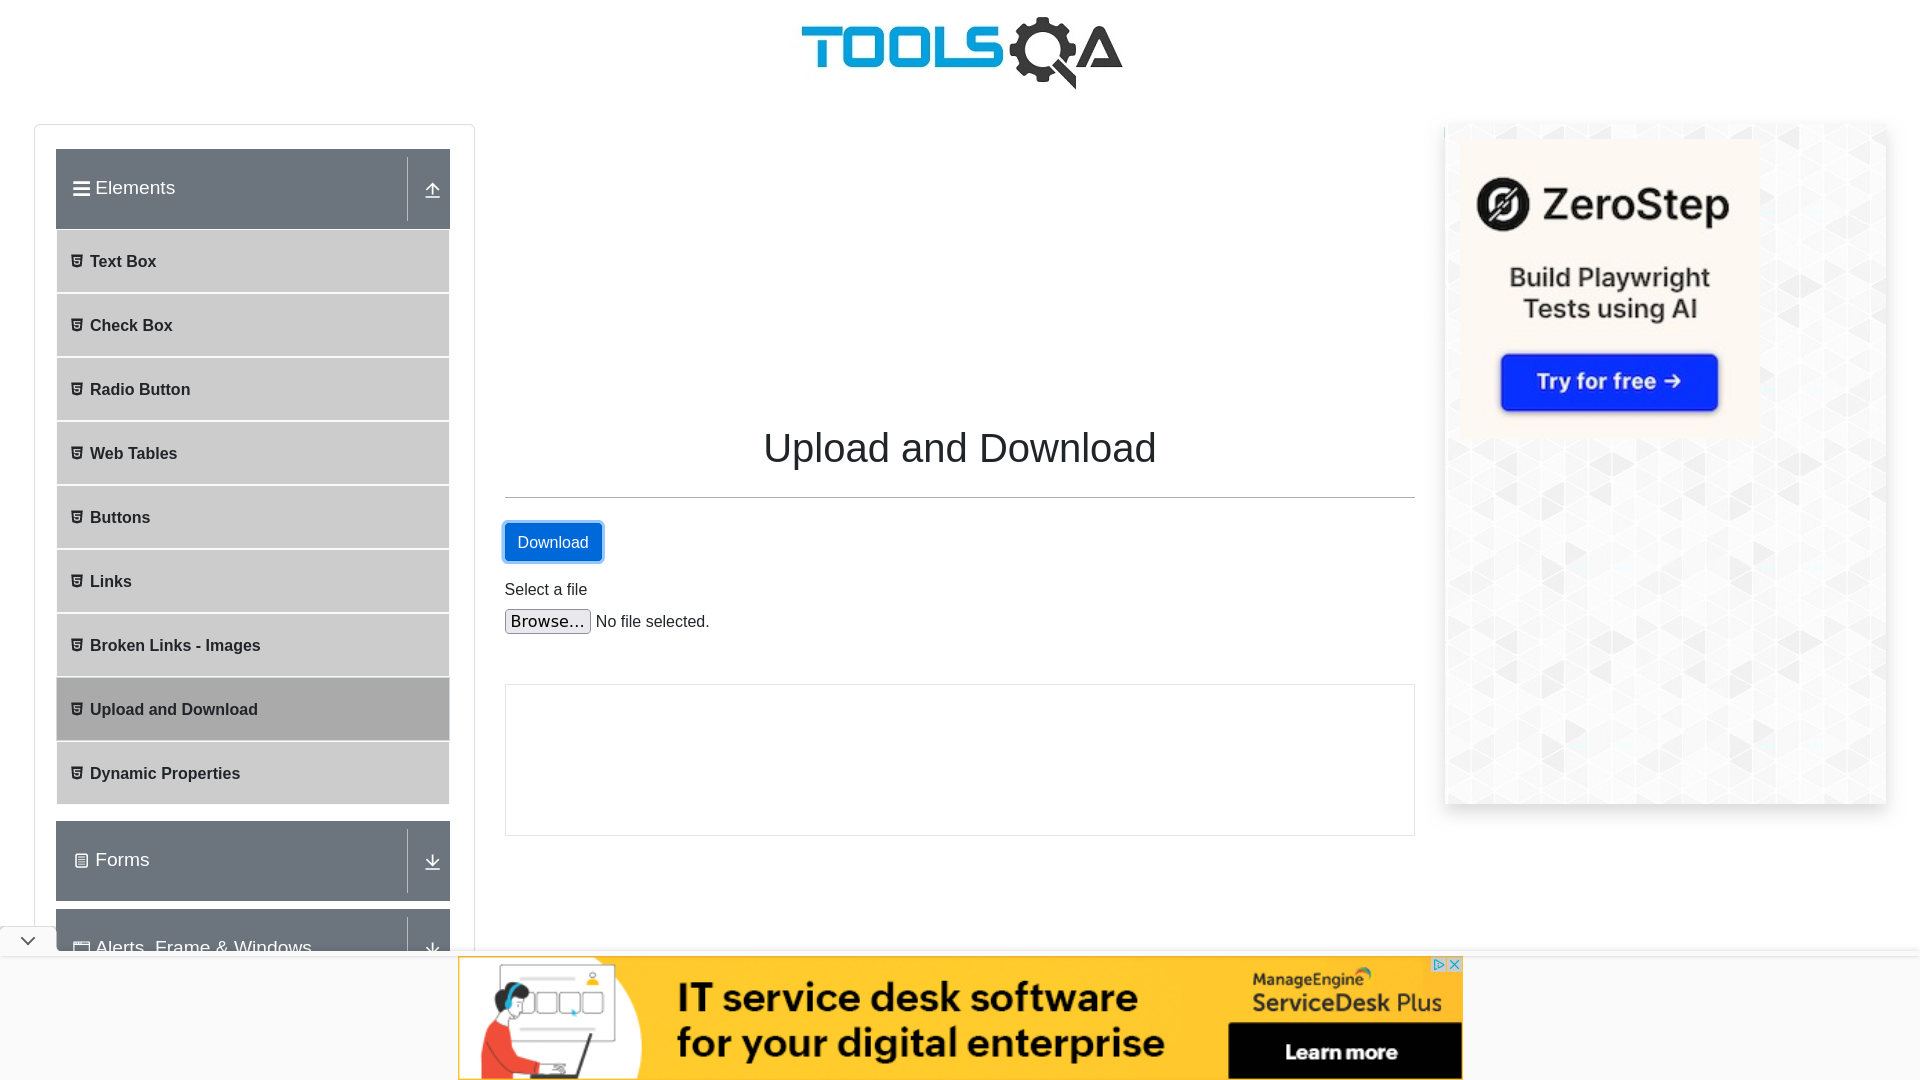 TOOLSQA
Elements
Text Box
Check Box
Radio Button
Web Tables
Buttons
Links
Broken Links - Images
Upload and Download
Dynamic Properties
Forms
Alerts, Frame & Windows
Upload and Download
Download
Select a file
Browse... No file selected.
ZeroStep
Build Playwright
Tests using AI
Try for free →
IT service desk software
for your digital enterprise
ManageEngine
ServiceDesk Plus
Learn more